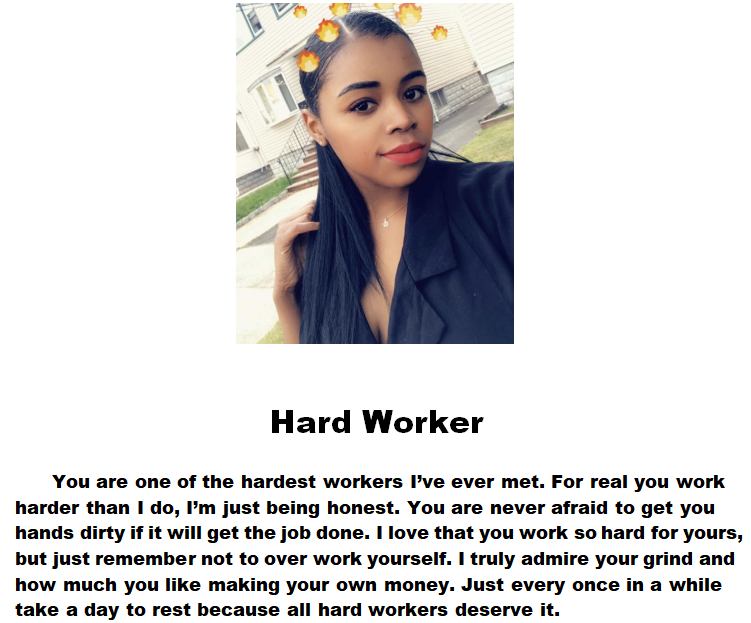 Hard Worker
You are one of the hardest workers I’ve ever met. For real you work
harder than I do, I’m just being honest. You are never afraid to get you
hands dirty if it will get the job done. I love that you work so hard for yours,
but just remember not to over work yourself. I truly admire your grind and
how much you like making your own money. Just every once in a while
take a day to rest because all hard workers deserve it.